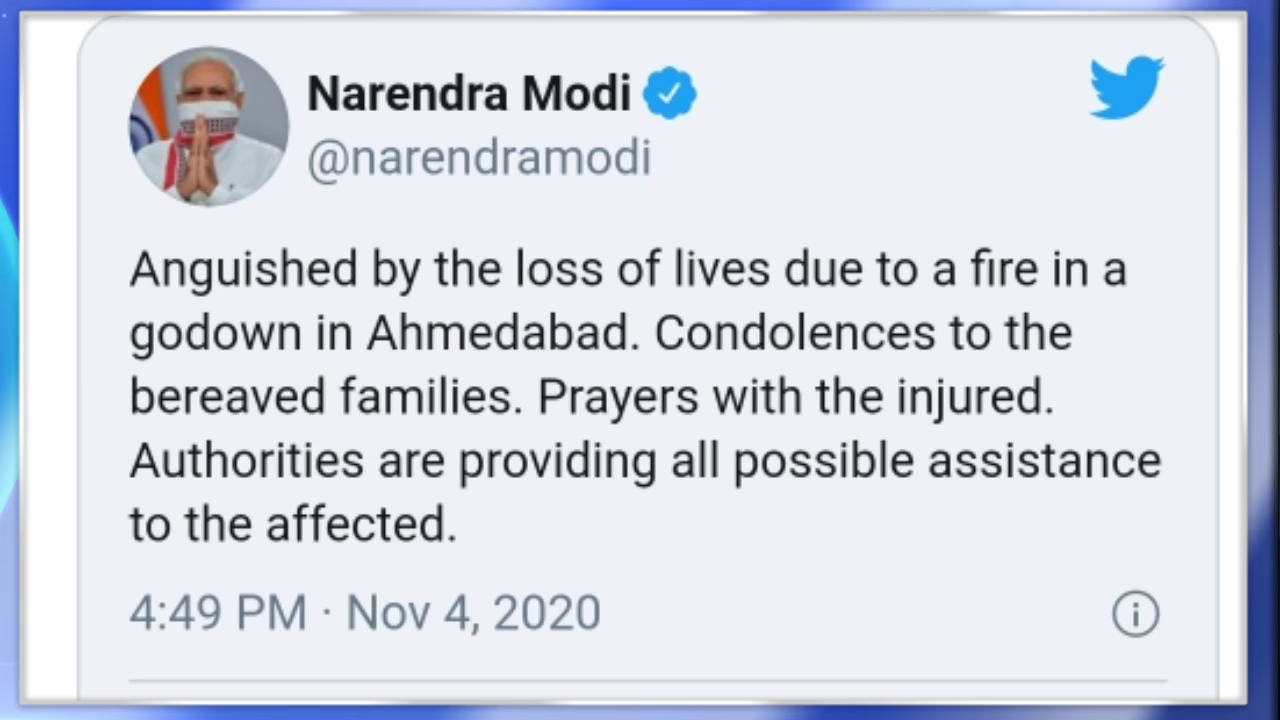 Narendra Modi
@narendramodi
Anguished by the loss of lives due to a fire in a
godown in Ahmedabad. Condolences to the
bereaved families. Prayers with the injured.
Authorities are providing all possible assistance
to the affected.
4:49 PM · Nov 4, 2020